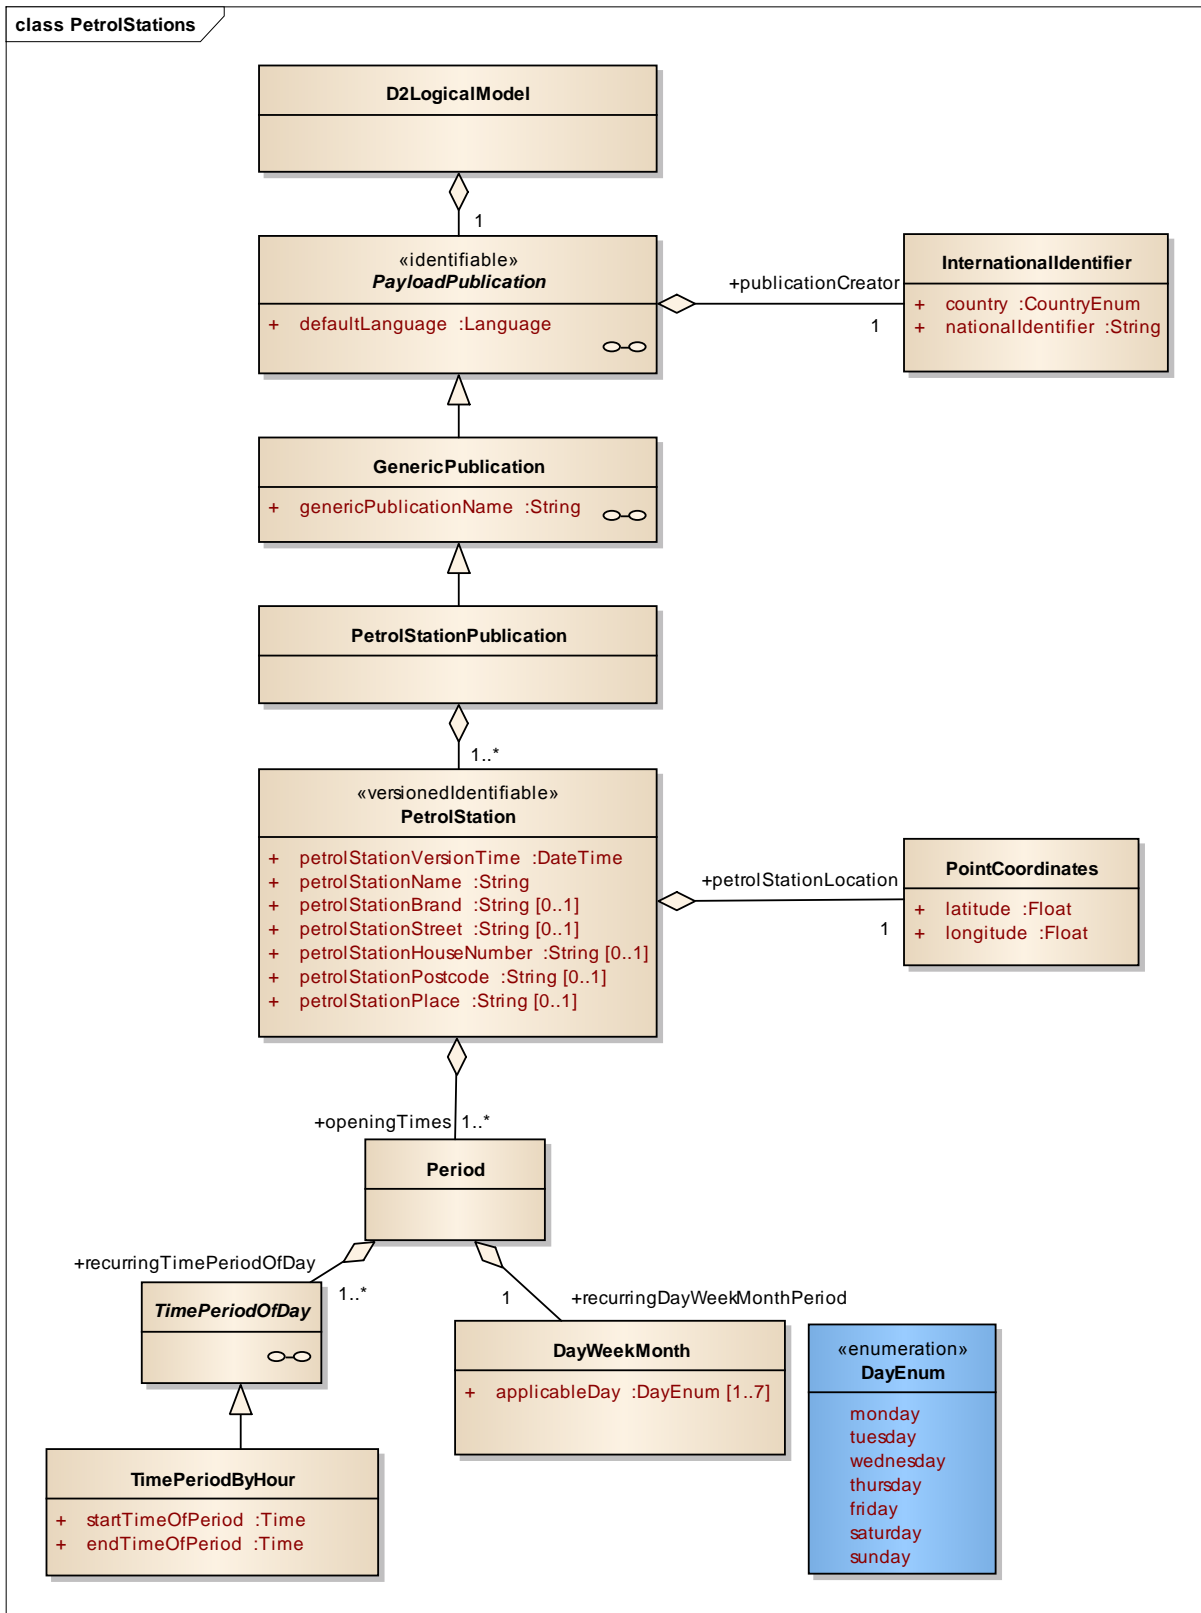 class PetrolStations
D2LogicalModel
1
«identifiable»
PayloadPublication
+ defaultLanguage :Language
+publicationCreator
1
InternationalIdentifier
+ country :CountryEnum
+ nationalIdentifier :String
GenericPublication
+ genericPublicationName :String
PetrolStationPublication
1..*
«versionedIdentifiable»
PetrolStation
+ petrolStationVersionTime :DateTime
+ petrolStationName :String
+ petrolStationBrand :String [0..1]
+ petrolStationStreet :String [0..1]
+ petrolStationHouseNumber :String [0..1]
+ petrolStationPostcode :String [0..1]
+ petrolStationPlace :String [0..1]
+petrolStationLocation
1
PointCoordinates
+ latitude :Float
+ longitude :Float
+openingTimes 1..*
Period
+recurringTimePeriodOfDay
1..*
TimePeriodOfDay
1
+recurringDayWeekMonthPeriod
DayWeekMonth
+ applicableDay :DayEnum [1..7]
«enumeration»
DayEnum
monday
tuesday
wednesday
thursday
friday
saturday
sunday
TimePeriodByHour
+ startTimeOfPeriod :Time
+ endTimeOfPeriod :Time